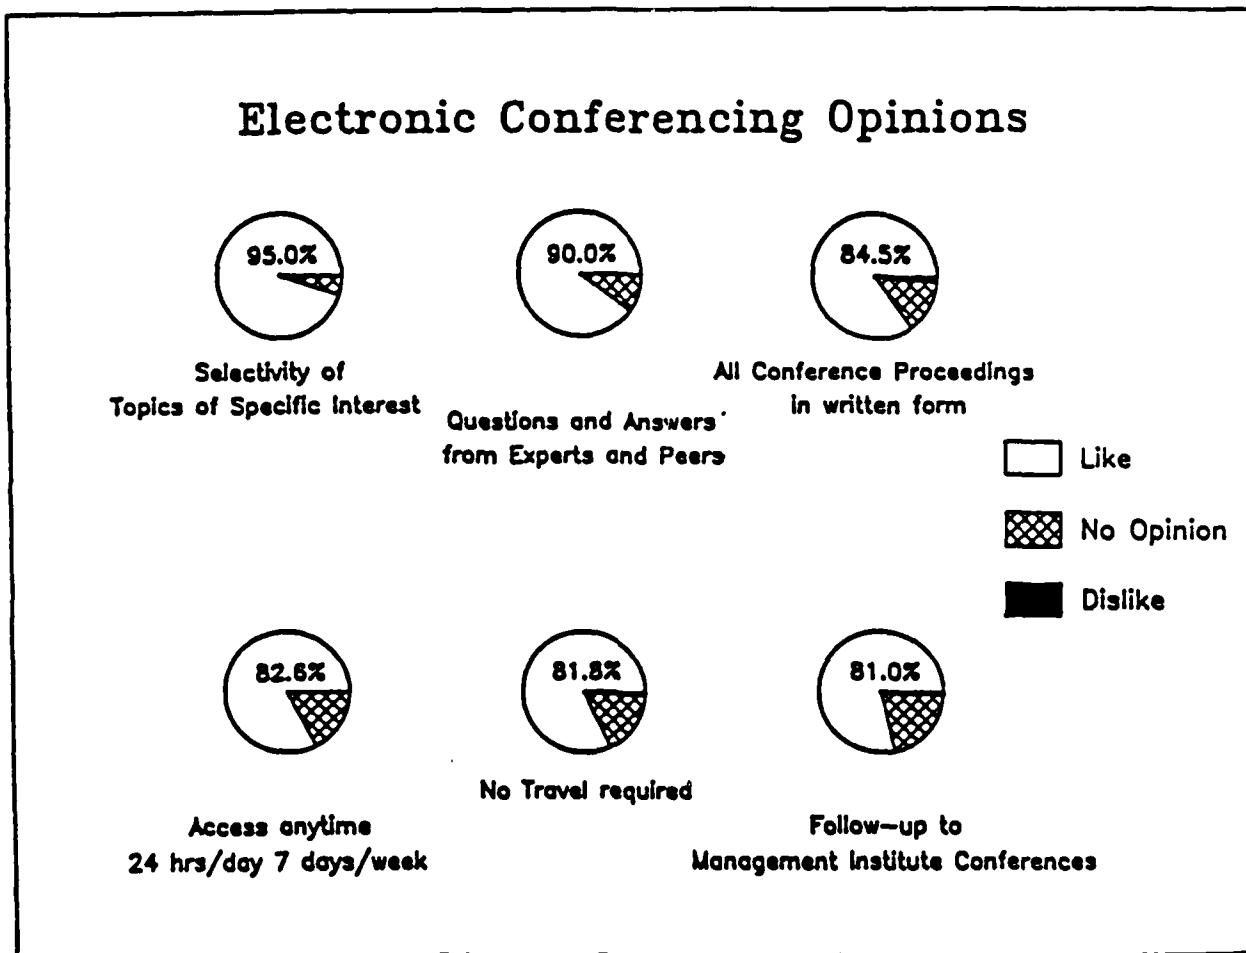 Electronic Conferencing Opinions
95.0%
Selectivity of
Topics of Specific Interest
90.0%
Questions and Answers
from Experts and Peers
84.5%
All Conference Proceedings
in written form
Like
No Opinion
Dislike
82.6%
Access anytime
24 hrs/day 7 days/week
81.8%
No Travel required
81.0%
Follow-up to
Management Institute Conferences